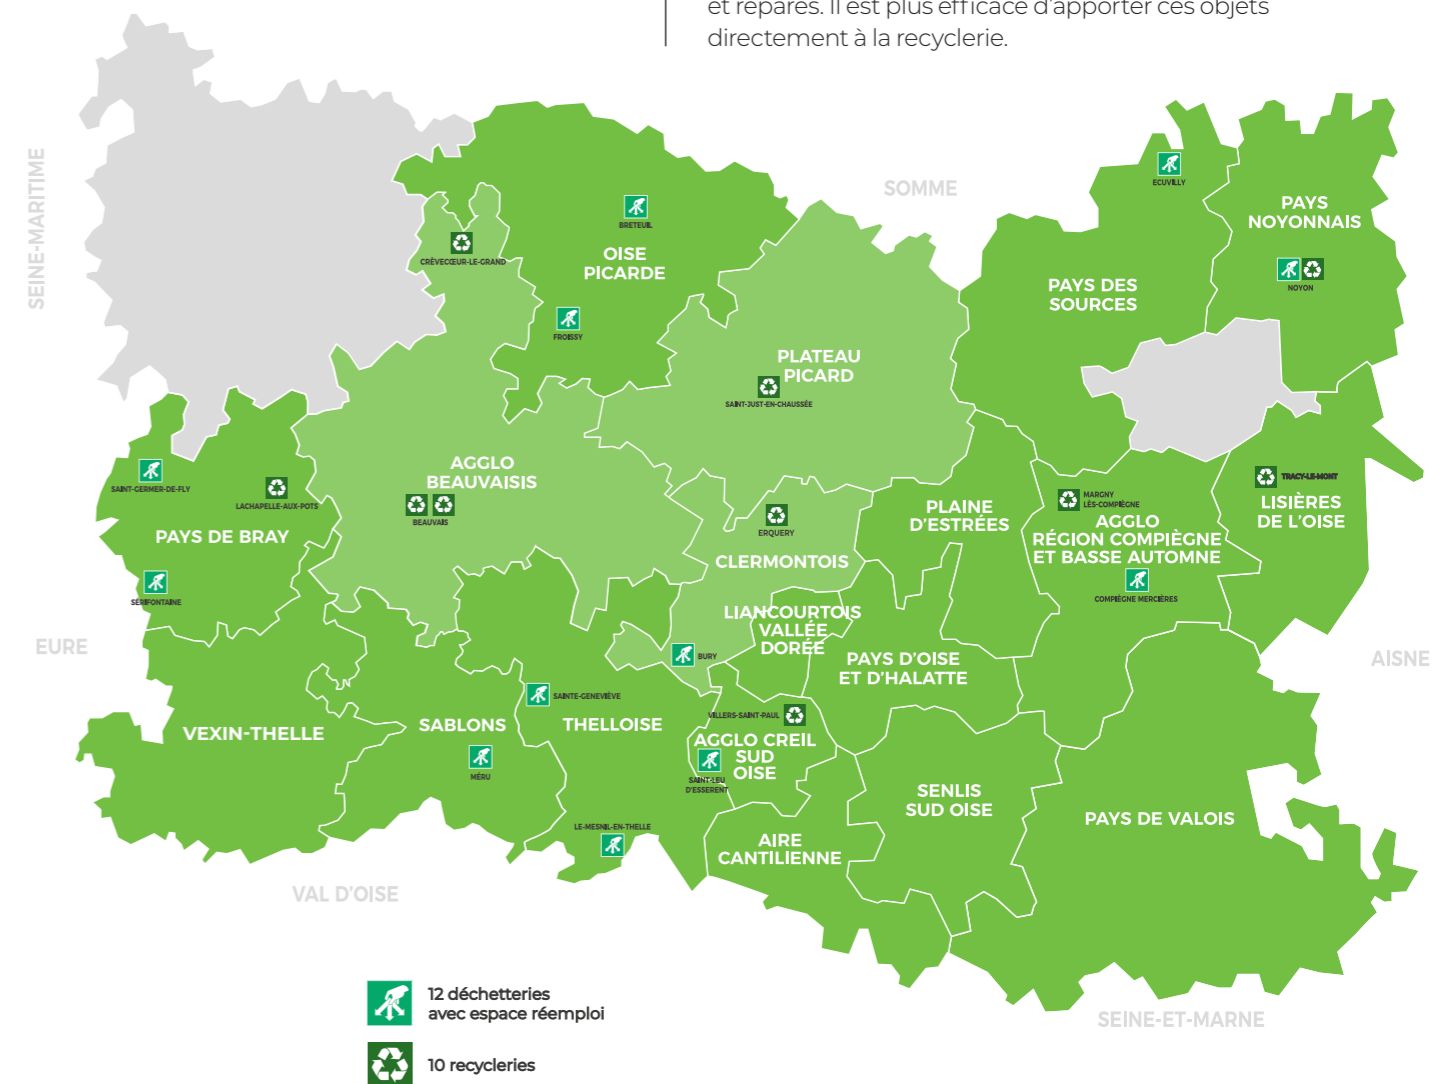 et réparés. Il est plus efficace d'apporter ces objets
directement à la recyclerie.
SEINE-MARITIME
SOMME
ECUVILLY
PAYS
NOYONNAIS
NOYON
BRETEUIL
OISE
PICARDE
CRÈVECŒUR-LE-GRAND
FROISSY
PAYS DES
SOURCES
PLATEAU
PICARD
SAINT-JUST-EN-CHAUSSÉE
AGGLO
BEAUVAISIS
BEAUVAIS
SAINT-GERMER-DE-FLY
LACHAPELLE-AUX-POTS
PAYS DE BRAY
SÉRIFONTAINE
ERQUERY
CLERMONTOIS
PLAINE
D'ESTRÉES
MARGNY
LÈS-COMPIÈGNE
AGGLO
RÉGION COMPIÈGNE
ET BASSE AUTOMNE
COMPIÈGNE MERCIÈRES
TRACY-LE-MONT
LISIÈRES
DE L'OISE
LIANCOURTOIS
VALLÉE
DORÉE
BURY
PAYS D'OISE
ET D'HALATTE
EURE
AISNE
VEXIN-THELLE
SABLONS
MÉRU
SAINTE-GENEVIÈVE
THELLOISE
VILLERS-SAINT-PAUL
AGGLO CREIL
SUD
OISE
SAINT-LEU
D'ESSERENT
LE-MESNIL-EN-THELLE
AIRE
CANTILIENNE
SENLIS
SUD OISE
PAYS DE VALOIS
VAL D'OISE
SEINE-ET-MARNE
12 déchetteries
avec espace réemploi
10 recycleries